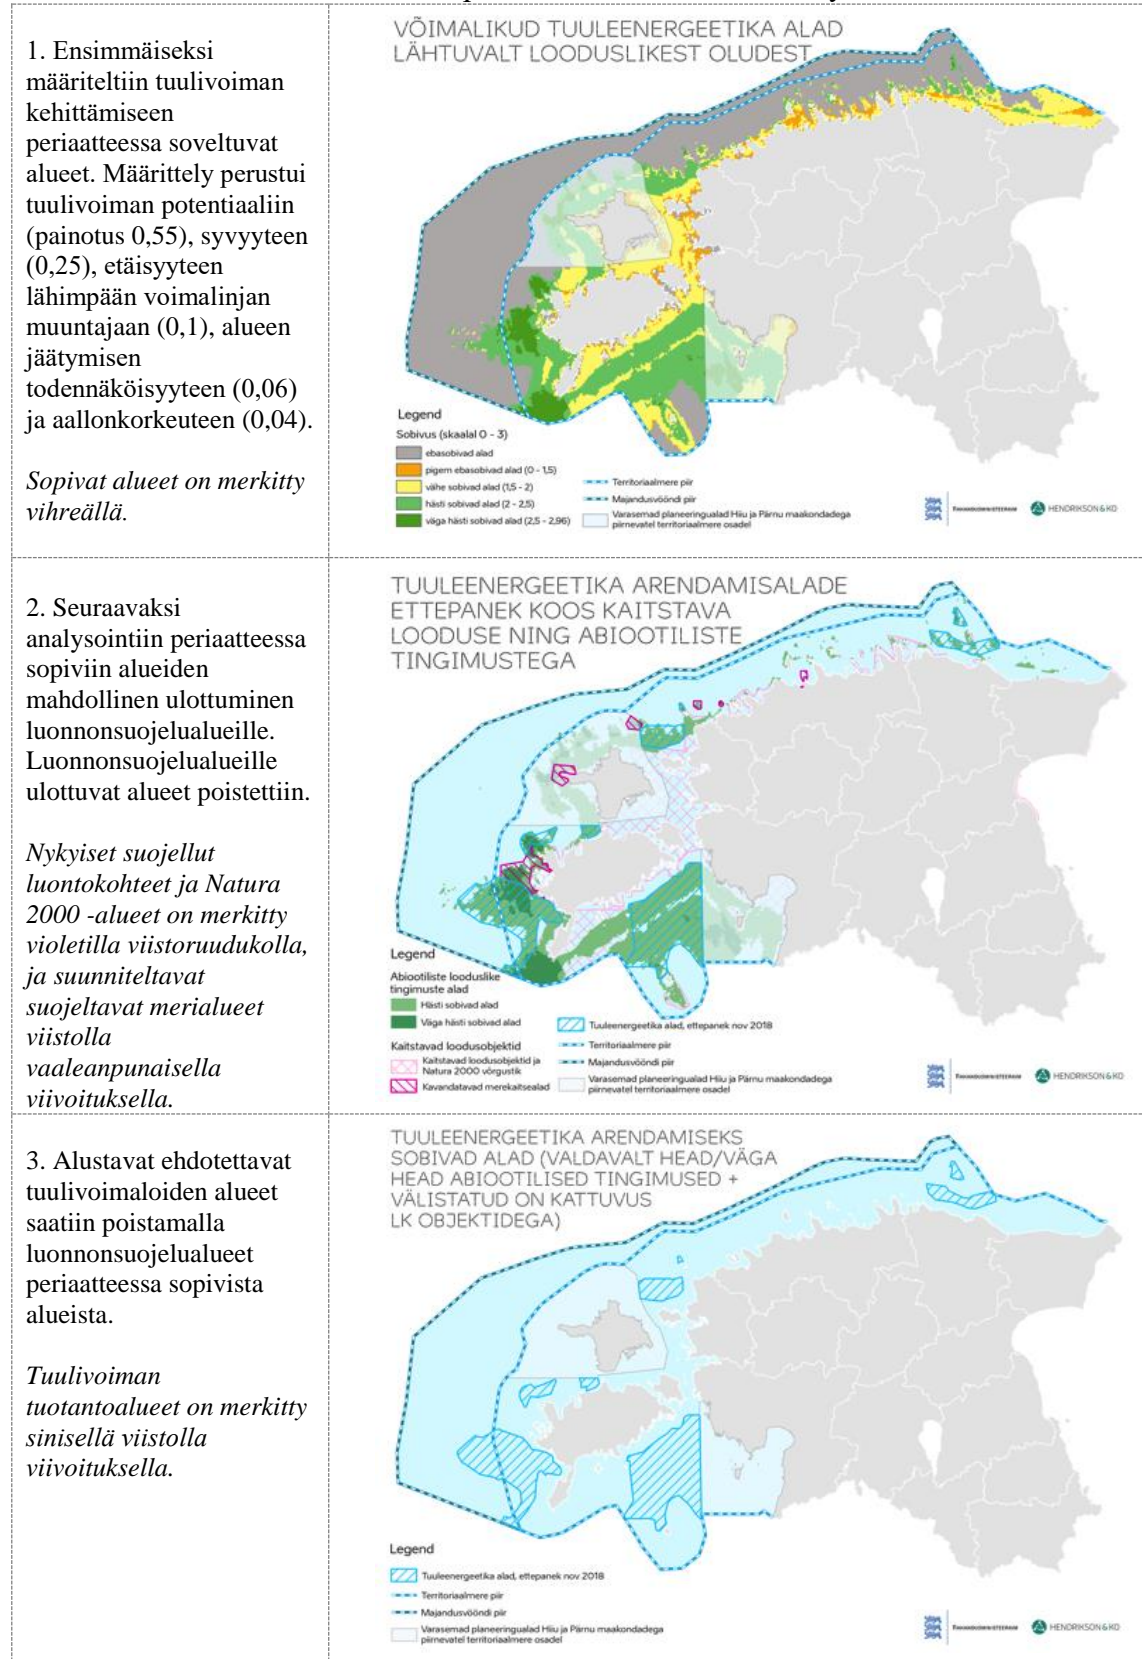 1. Ensimmäiseksi
määriteltiin tuulivoiman
kehittämiseen
periaatteessa soveltuvat
alueet. Määrittely perustui
tuulivoiman potentiaaliin
(painotus 0,55), syvyyteen
(0,25), etäisyyteen
lähimpään voimalinjan
muuntajaan (0,1), alueen
jäätymisen
todennäköisyyteen (0,06)
ja aallonkorkeuteen (0,04).
Sopivat alueet on merkitty
vihreällä.
VÕIMALIKUD TUULEENERGEETIKA ALAD
LÄHTUVALT LOODUSLIKEST OLUDEST
Legend
Sobivus (skaalal 0 - 3)
ebasobivad alad
pigem ebasobivad alad (0 - 1,5)
vähe sobivad alad (1,5 - 2)
hästi sobivad alad (2 - 2,5)
väga hästi sobivad alad (2,5 - 2,96)
Territoriaalmere piir
Majandusvööndi piir
Varasemad planeeringualad Hiiu ja Pärnu maakondadega
piirnevatel territoriaalmere osadel
RAHANDUSMINISTEERIUM
HENDRIKSON & KO
2. Seuraavaksi
analysointiin periaatteessa
sopiviin alueiden
mahdollinen ulottuminen
luonnonsuojelualueille.
Luonnonsuojelualueille
ulottuvat alueet poistettiin.
Nykyiset suojellut
luontokohteet ja Natura
2000 -alueet on merkitty
violetilla viistoruudukolla,
ja suunniteltavat
suojeltavat merialueet
viistolla
vaaleanpunaisella
viivoituksella.
TUULEENERGEETIKA ARENDAMISALADE
ETTEPANEK KOOS KAITSTAVA
LOODUSE NING ABIOOTILISTE
TINGIMUSTEGA
Legend
Abiootiliste looduslike
tingimuste alad
Hästi sobivad alad
Väga hästi sobivad alad
Kaitstavad loodusobjektid
Kaitstavad loodusobjektid ja
Natura 2000 võrgustik
Kavandatavad merekaitsealad
Tuuleenergeetika alad, ettepanek nov 2018
Territoriaalmere piir
Majandusvööndi piir
Varasemad planeeringualad Hiiu ja Pärnu maakondadega
piirnevatel territoriaalmere osadel
RAHANDUSMINISTEERIUM
HENDRIKSON & KO
3. Alustavat ehdotettavat
tuulivoimaloiden alueet
saatiin poistamalla
luonnonsuojelualueet
periaatteessa sopivista
alueista.
Tuulivoiman
tuotantoalueet on merkitty
sinisellä viistolla
viivoituksella.
TUULEENERGEETIKA ARENDAMISEKS
SOBIVAD ALAD (VALDAVALT HEAD/VÄGA
HEAD ABIOOTILISED TINGIMUSED +
VÄLISTATUD ON KATTUVUS
LK OBJEKTIDEGA)
Legend
Tuuleenergeetika alad, ettepanek nov 2018
Territoriaalmere piir
Majandusvööndi piir
Varasemad planeeringualad Hiiu ja Pärnu maakondadega
piirnevatel territoriaalmere osadel
RAHANDUSMINISTEERIUM
HENDRIKSON & KO